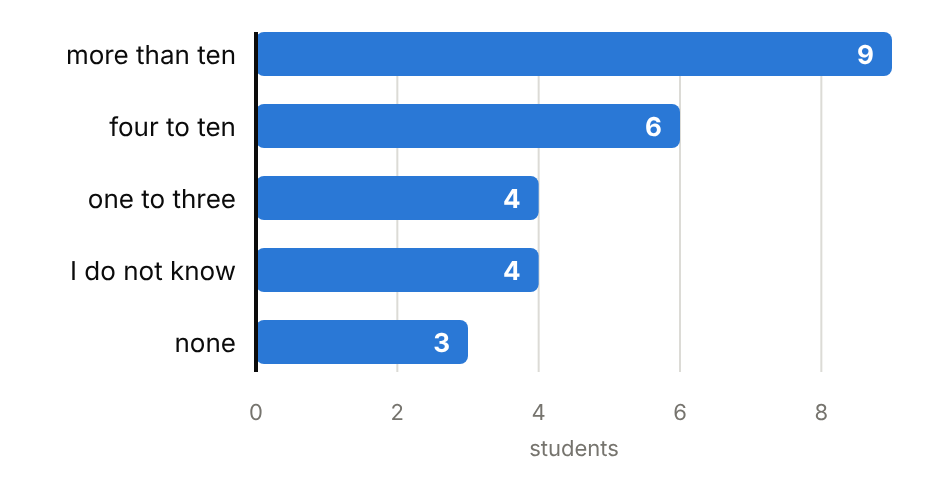 more than ten 9
four to ten 6
one to three 4
I do not know 4
none 3
0 2 4 6 8
students